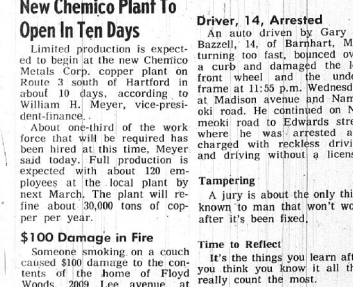 New Chemico Plant To
Open In Ten Days
Limited production is expect-
ed to begin at the new Chemico
Metals Corp. copper plant on
Route 3 south of Hartford in
about 10 days, according to
William H. Meyer, vice-presi-
dent-finance.
About one-third of the work
force that will be required has
been hired at this time, Meyer
said today. Full production is
expected with about 120 em-
ployees at the local plant by
next March. The plant will re-
fine about 30,000 tons of cop-
per per year.
$100 Damage in Fire
Someone smoking on a couch
caused $100 damage to the con-
tents of the home of Floyd
Woods, 2009 Lee avenue at
Driver, 14, Arrested
An auto driven by Gary
Bazzell, 14, of Barnhart, M
turning too fast, bounced ov
a curb and damaged the l
front wheel and the unde
frame at 11:55 p.m. Wednesd
at Madison avenue and Nam
oki road. He continued on N
meoki road to Edwards stre
where he was arrested a
charged with reckless drivi
and driving without a licens
Tampering
A jury is about the only thi
known to man that won't wo
after it's been fixed.
Time to Reflect
It's the things you learn aft
you think you know it all th
really count the most.